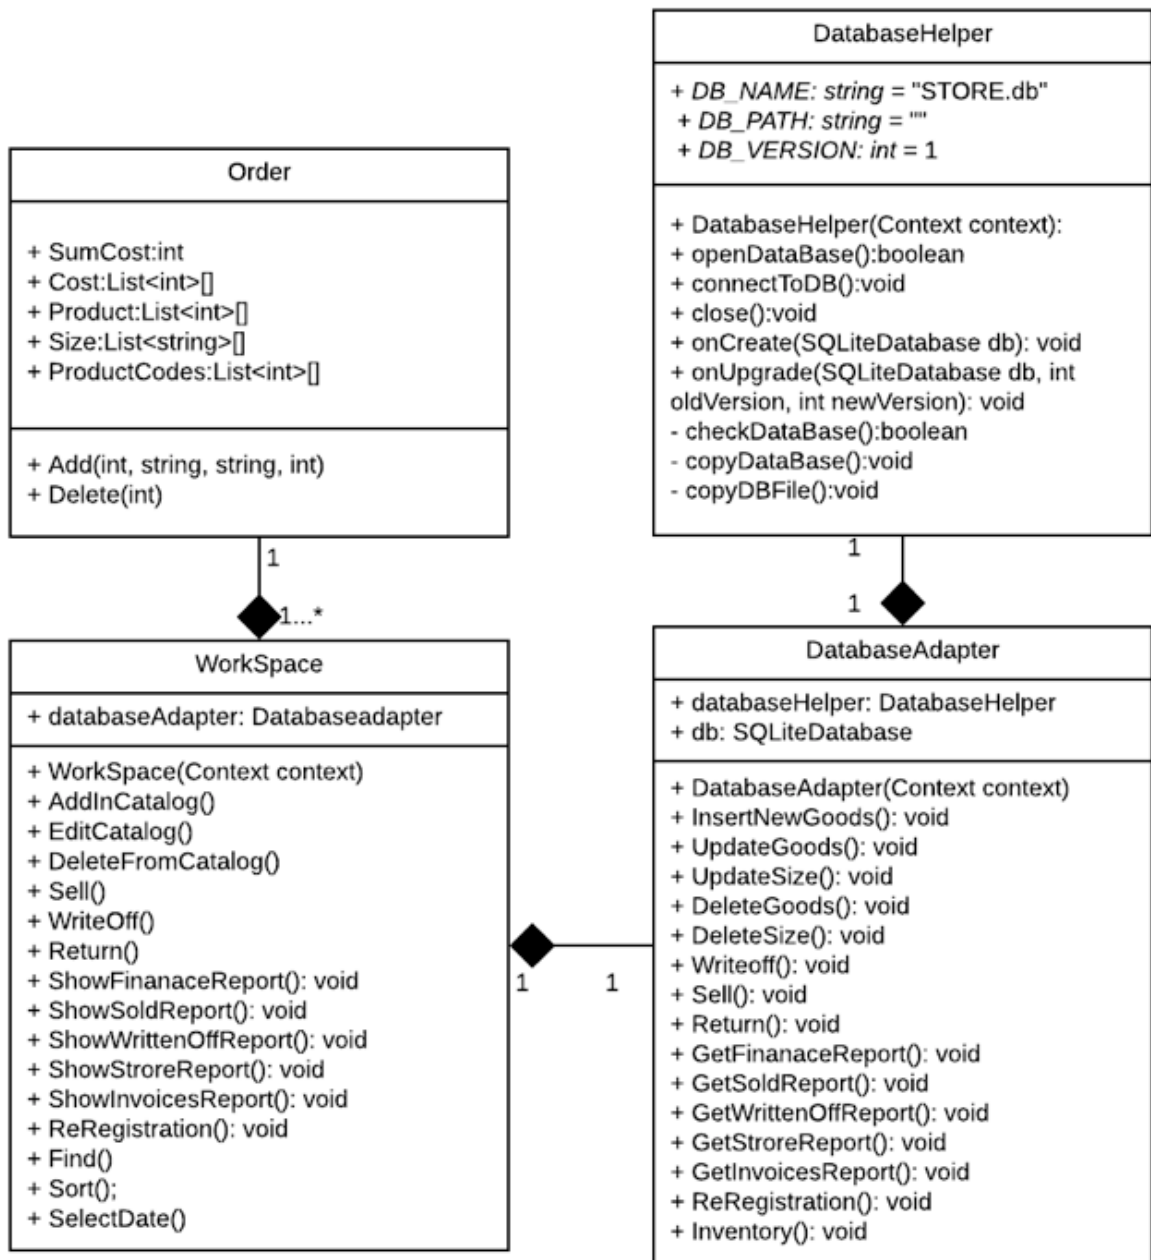 Order
+ SumCost:int
+ Cost:List<int>[]
+ Product:List<int>[]
+ Size:List<string>[]
+ ProductCodes:List<int>[]
+ Add(int, string, string, int)
+ Delete(int)
1
1...*
DatabaseHelper
+ DB_NAME: string = "STORE.db"
+ DB_PATH: string = ""
+ DB_VERSION: int = 1
+ DatabaseHelper(Context context):
+ openDataBase():boolean
+ connectToDB():void
+ close():void
+ onCreate(SQLiteDatabase db): void
+ onUpgrade(SQLiteDatabase db, int
oldVersion, int newVersion): void
- checkDataBase():boolean
- copyDataBase():void
- copyDBFile():void
1
1
WorkSpace
+ databaseAdapter: Databaseadapter
+ WorkSpace(Context context)
+ AddInCatalog()
+ EditCatalog()
+ DeleteFromCatalog()
+ Sell()
+ WriteOff()
+ Return()
+ ShowFinanaceReport(): void
+ ShowSoldReport(): void
+ ShowWrittenOffReport(): void
+ ShowStroreReport(): void
+ ShowInvoicesReport(): void
+ ReRegistration(): void
+ Find()
+ Sort();
+ SelectDate()
1
1
DatabaseAdapter
+ databaseHelper: DatabaseHelper
+ db: SQLiteDatabase
+ DatabaseAdapter(Context context)
+ InsertNewGoods(): void
+ UpdateGoods(): void
+ UpdateSize(): void
+ DeleteGoods(): void
+ DeleteSize(): void
+ Writeoff(): void
+ Sell(): void
+ Return(): void
+ GetFinanaceReport(): void
+ GetSoldReport(): void
+ GetWrittenOffReport(): void
+ GetStroreReport(): void
+ GetInvoicesReport(): void
+ ReRegistration(): void
+ Inventory(): void